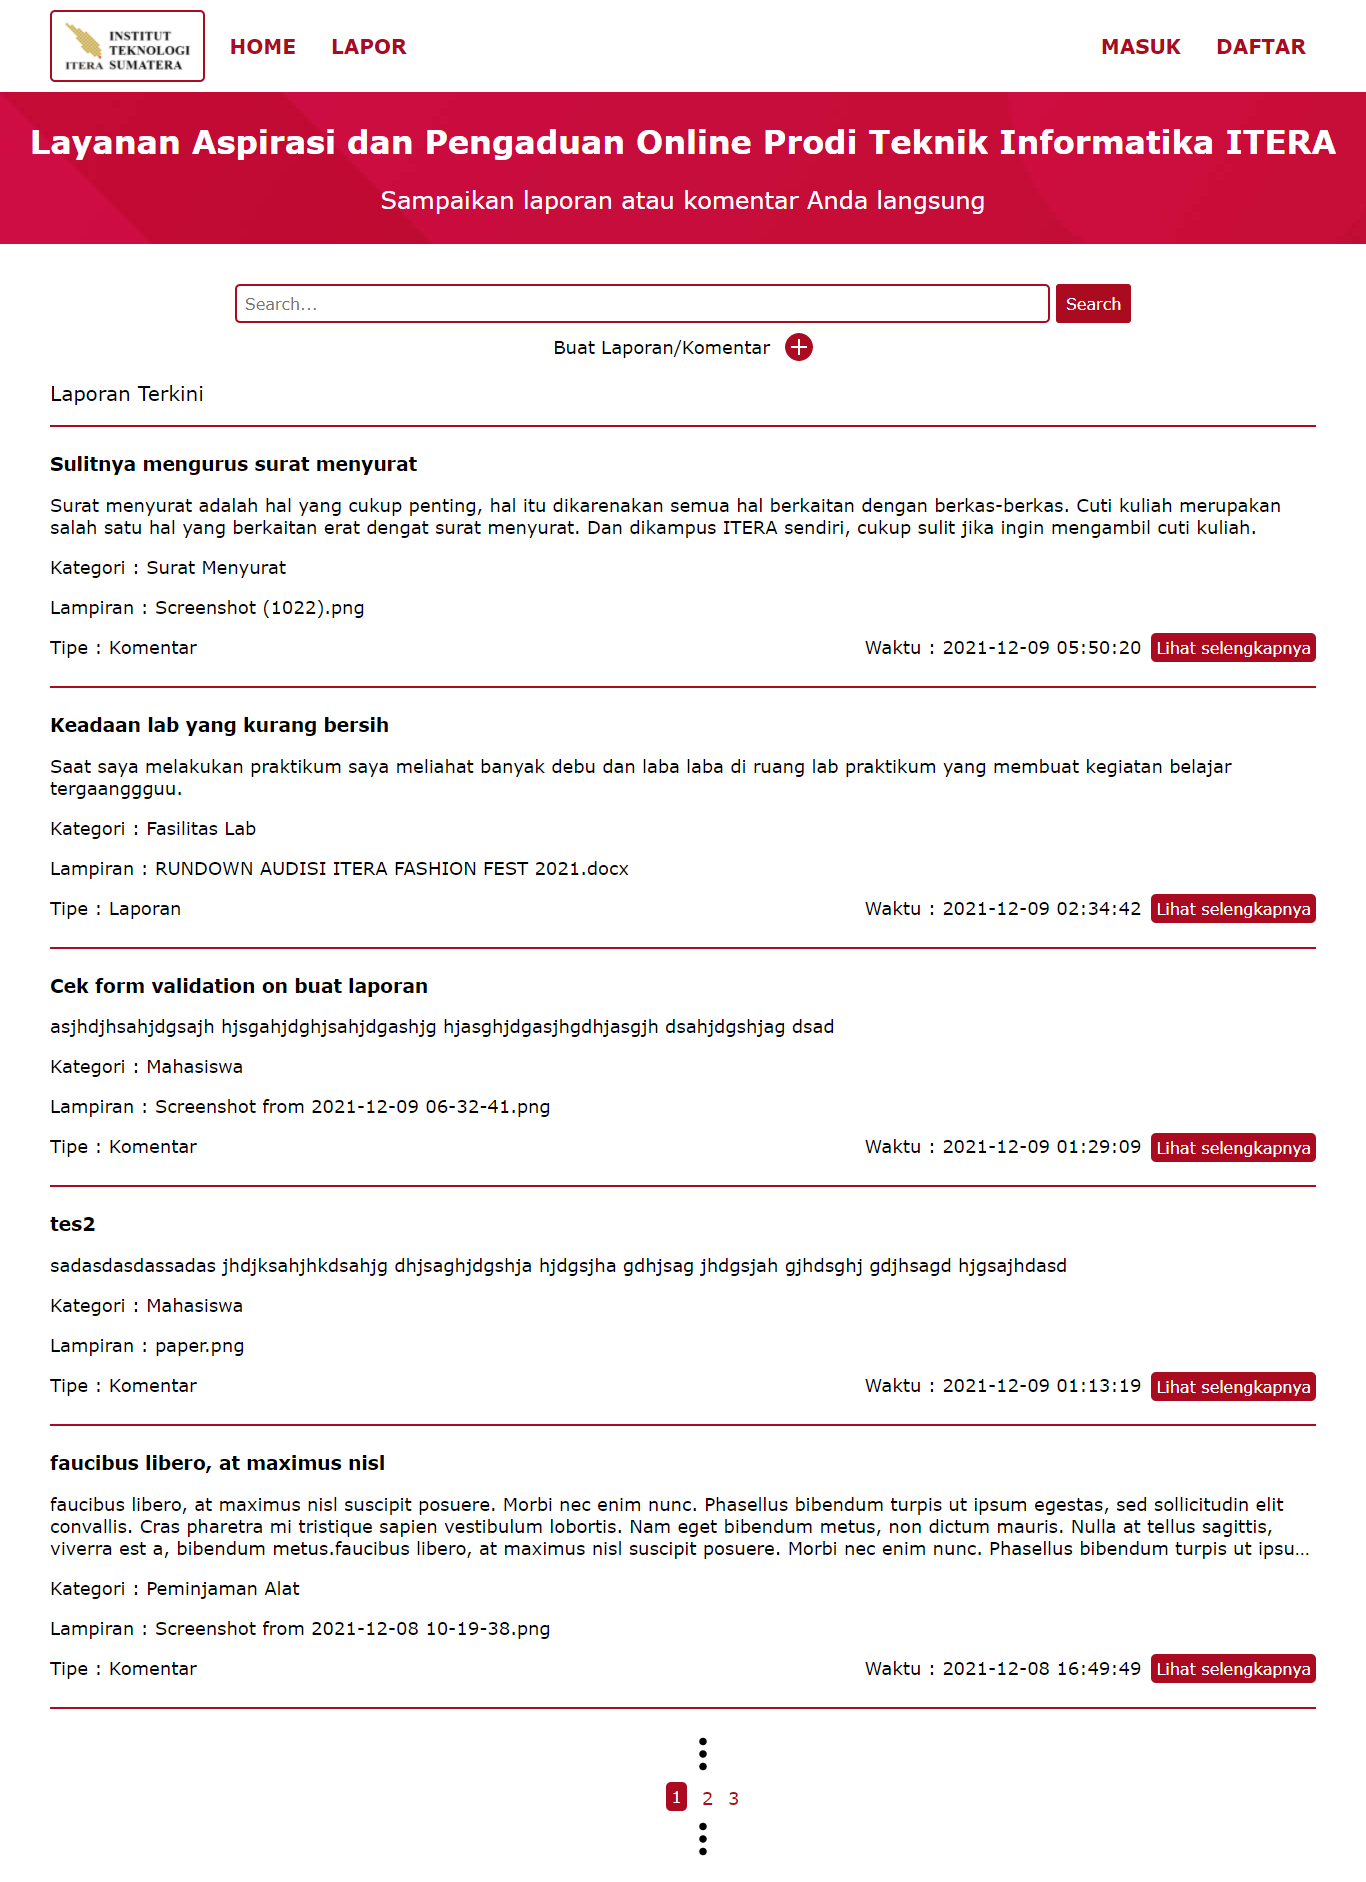 INSTITUT
TEKNOLOGI
ITERA SUMATERA
HOME LAPOR MASUK DAFTAR
Layanan Aspirasi dan Pengaduan Online Prodi Teknik Informatika ITERA
Sampaikan laporan atau komentar Anda langsung
Search... Search
Buat Laporan/Komentar
Laporan Terkini
Sulitnya mengurus surat menyurat
Surat menyurat adalah hal yang cukup penting, hal itu dikarenakan semua hal berkaitan dengan berkas-berkas. Cuti kuliah merupakan
salah satu hal yang berkaitan erat dengat surat menyurat. Dan dikampus ITERA sendiri, cukup sulit jika ingin mengambil cuti kuliah.
Kategori : Surat Menyurat
Lampiran : Screenshot (1022).png
Tipe : Komentar Waktu : 2021-12-09 05:50:20 Lihat selengkapnya
Keadaan lab yang kurang bersih
Saat saya melakukan praktikum saya meliahat banyak debu dan laba laba di ruang lab praktikum yang membuat kegiatan belajar
tergaanggguu.
Kategori : Fasilitas Lab
Lampiran : RUNDOWN AUDISI ITERA FASHION FEST 2021.docx
Tipe : Laporan Waktu : 2021-12-09 02:34:42 Lihat selengkapnya
Cek form validation on buat laporan
asjhdjhsahjdgsajh hjsgahjdghjsahjdgashjg hjasghjdgasjhgdhjasgjh dsahjdgshjag dsad
Kategori : Mahasiswa
Lampiran : Screenshot from 2021-12-09 06-32-41.png
Tipe : Komentar Waktu : 2021-12-09 01:29:09 Lihat selengkapnya
tes2
sadasdasdassadas jhdjksahjhkdsahjg dhjsaghjdgshja hjdgsjha gdhjsag jhdgsjah gjhdsghj gdjhsagd hjgsajhdasd
Kategori : Mahasiswa
Lampiran : paper.png
Tipe : Komentar Waktu : 2021-12-09 01:13:19 Lihat selengkapnya
faucibus libero, at maximus nisl
faucibus libero, at maximus nisl suscipit posuere. Morbi nec enim nunc. Phasellus bibendum turpis ut ipsum egestas, sed sollicitudin elit
convallis. Cras pharetra mi tristique sapien vestibulum lobortis. Nam eget bibendum metus, non dictum mauris. Nulla at tellus sagittis,
viverra est a, bibendum metus.faucibus libero, at maximus nisl suscipit posuere. Morbi nec enim nunc. Phasellus bibendum turpis ut ipsu...
Kategori : Peminjaman Alat
Lampiran : Screenshot from 2021-12-08 10-19-38.png
Tipe : Komentar Waktu : 2021-12-08 16:49:49 Lihat selengkapnya
1 2 3